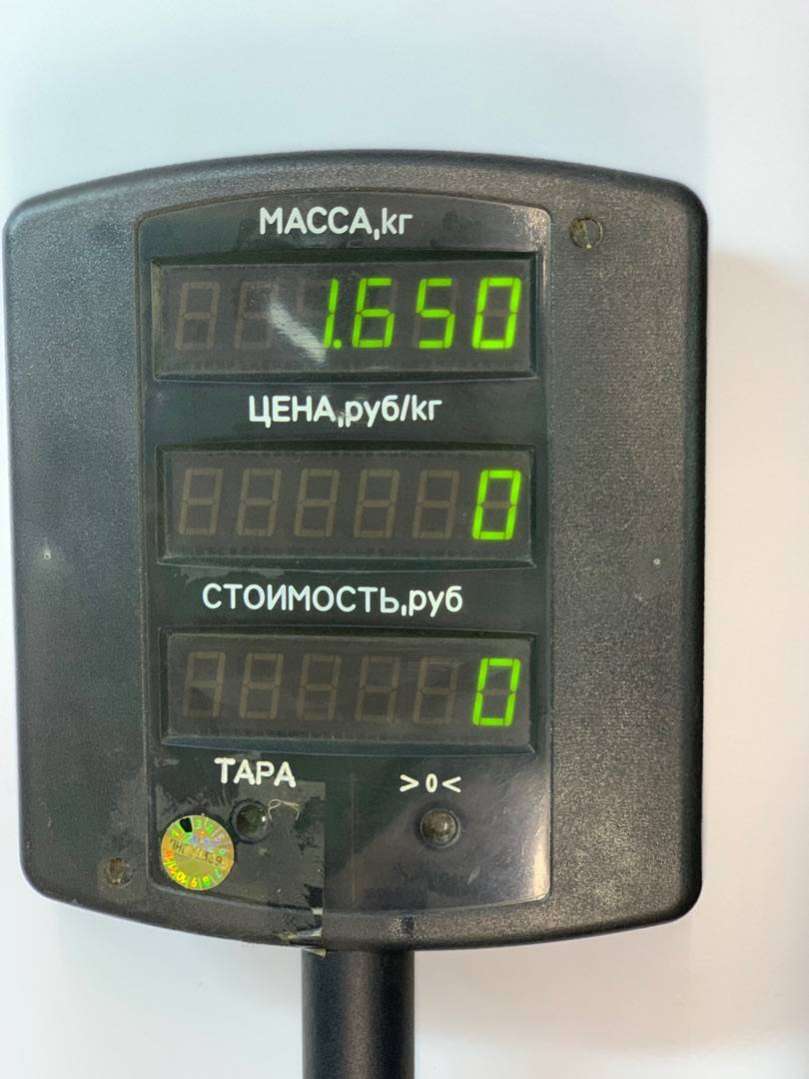 МАССА,кг
1.650
ЦЕНА,руб/кг
0
СТОИМОСТЬ,руб
0
ТАРА >0<